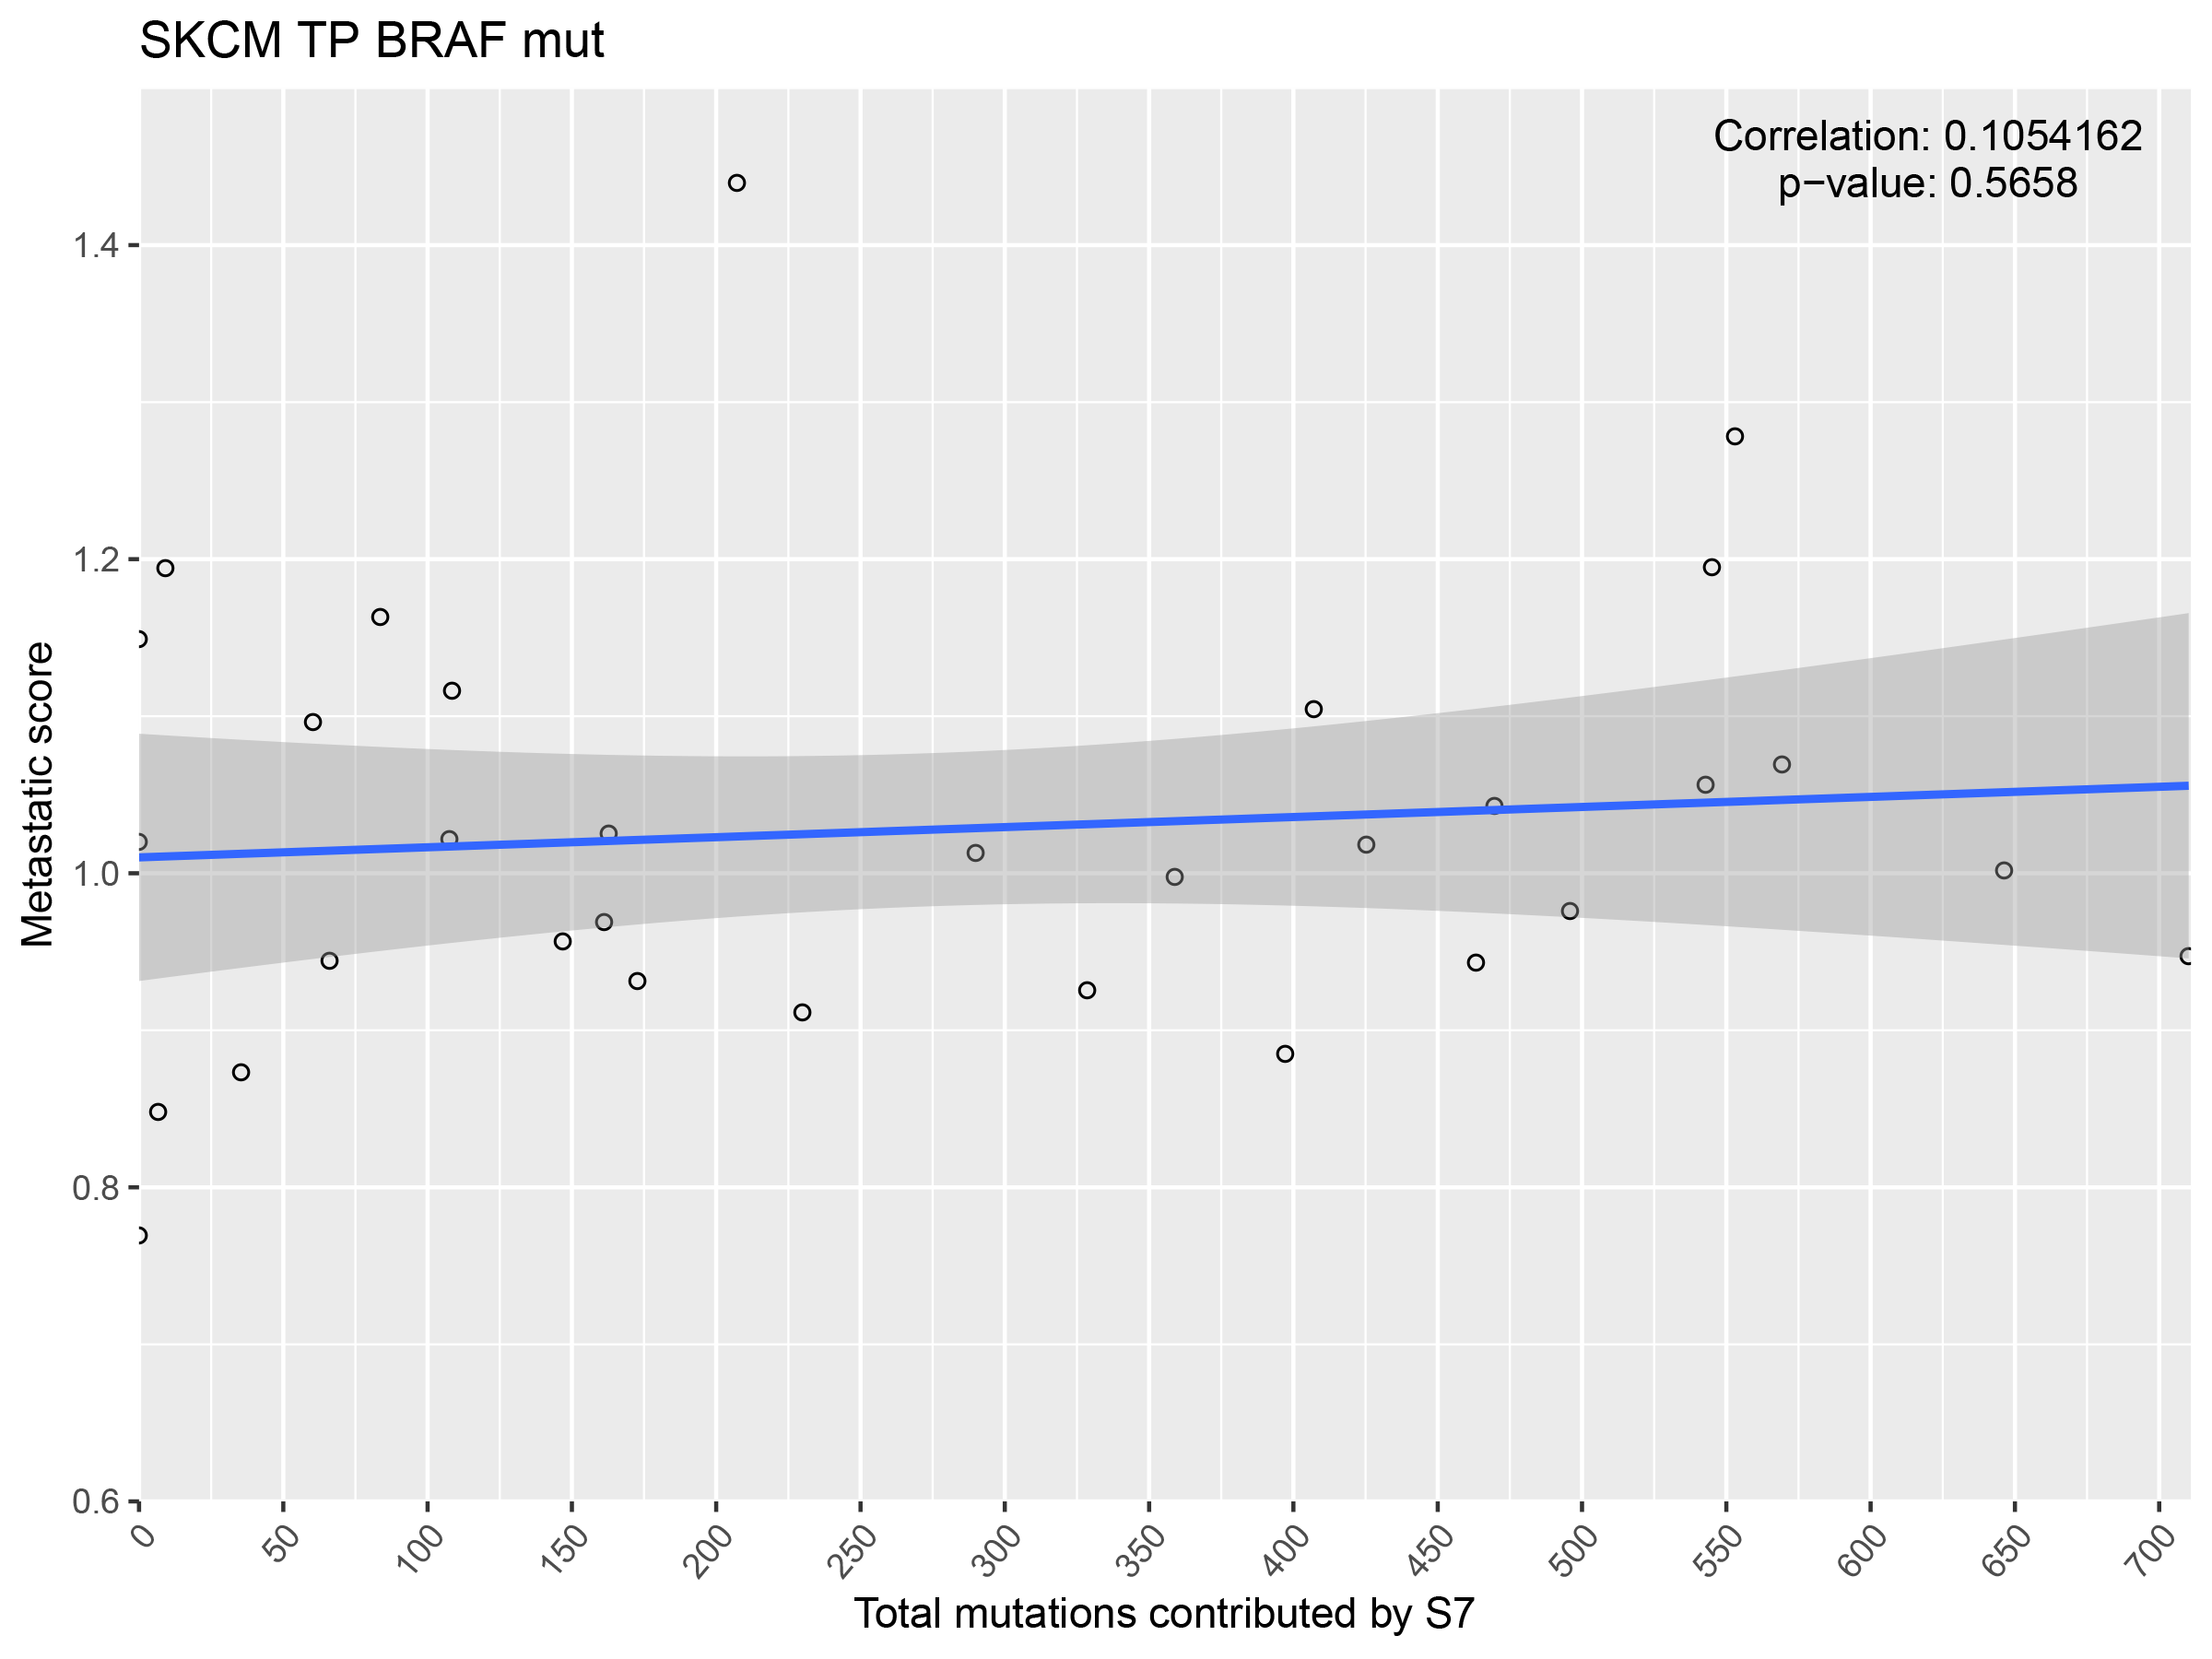 SKCM TP BRAF mut
Correlation: 0.1054162
p−value: 0.5658
Metastatic score
1.4
1.2
1.0
0.8
0.6
0 50 100 150 200 250 300 350 400 450 500 550 600 650 700
Total mutations contributed by S7